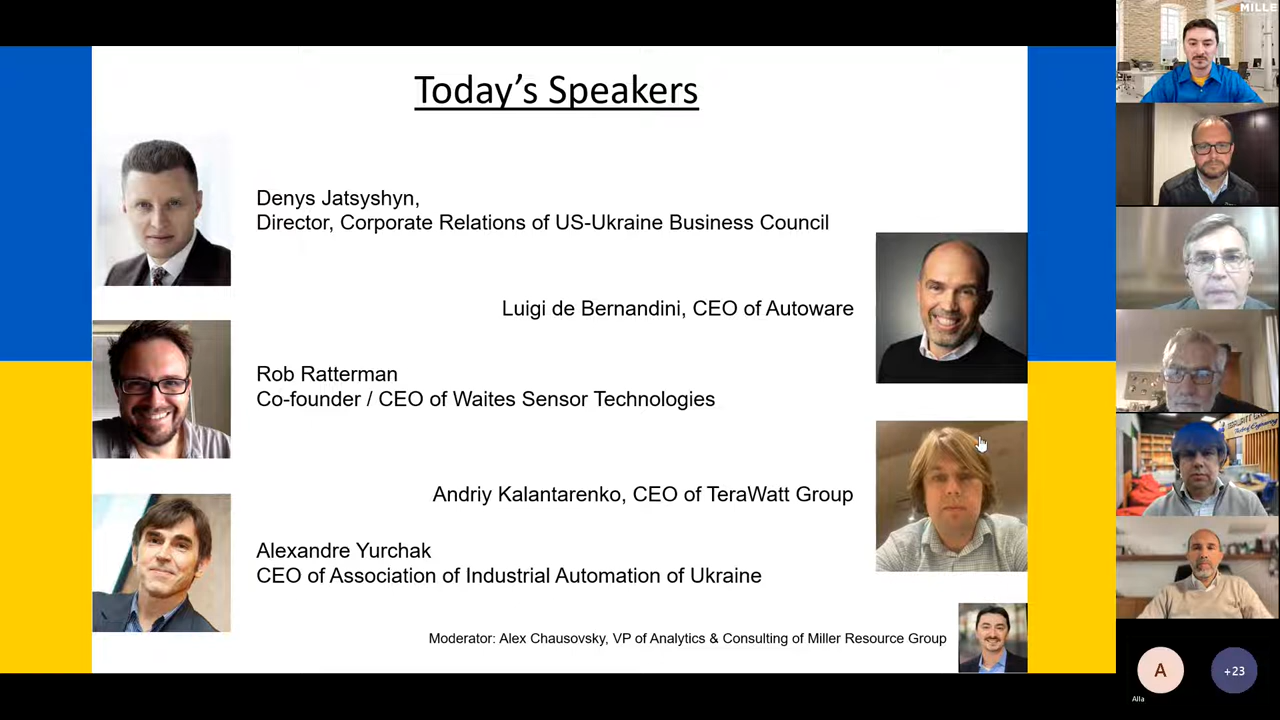 Today's Speakers
Denys Jatsyshyn,
Director, Corporate Relations of US-Ukraine Business Council
Luigi de Bernandini, CEO of Autoware
Rob Ratterman
Co-founder / CEO of Waites Sensor Technologies
Andriy Kalantarenko, CEO of TeraWatt Group
Alexandre Yurchak
CEO of Association of Industrial Automation of Ukraine
Moderator: Alex Chausovsky, VP of Analytics & Consulting of Miller Resource Group
MILLE
A
Alla
+23